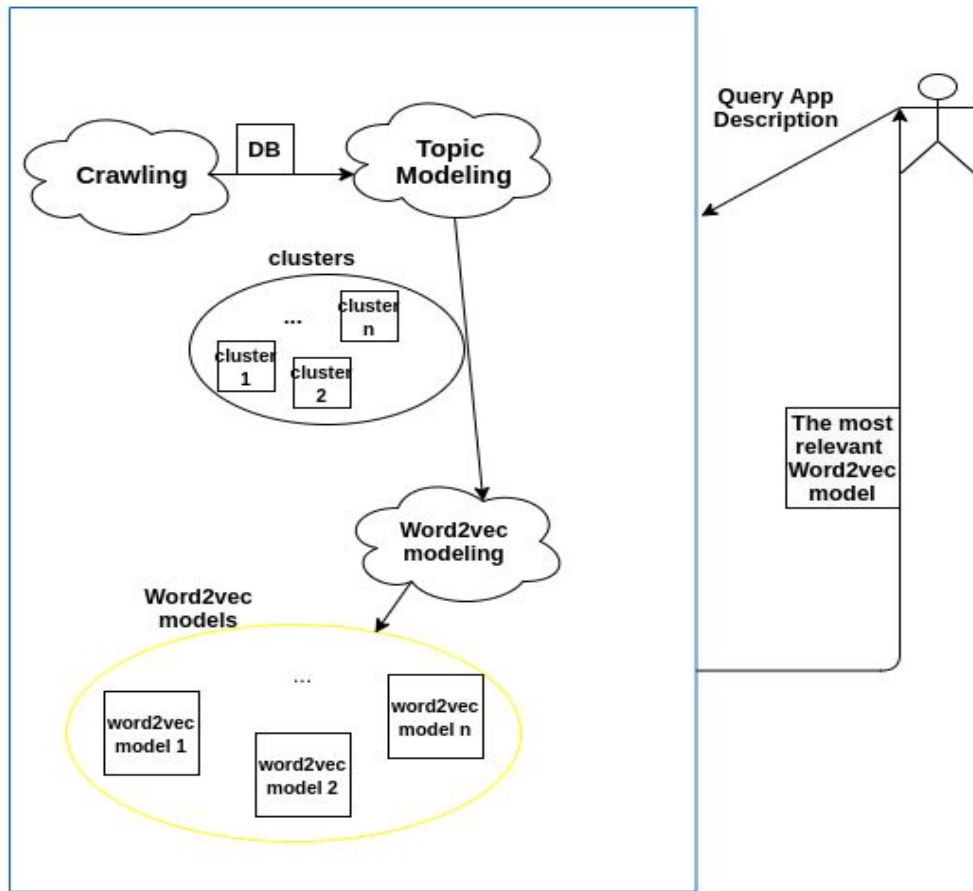 Query App
Description
DB
Crawling
Topic
Modeling
clusters
...
cluster
n
cluster
1
cluster
2
The most
relevant
Word2vec
model
Word2vec
modeling
Word2vec
models
...
word2vec
model 1
word2vec
model 2
word2vec
model n